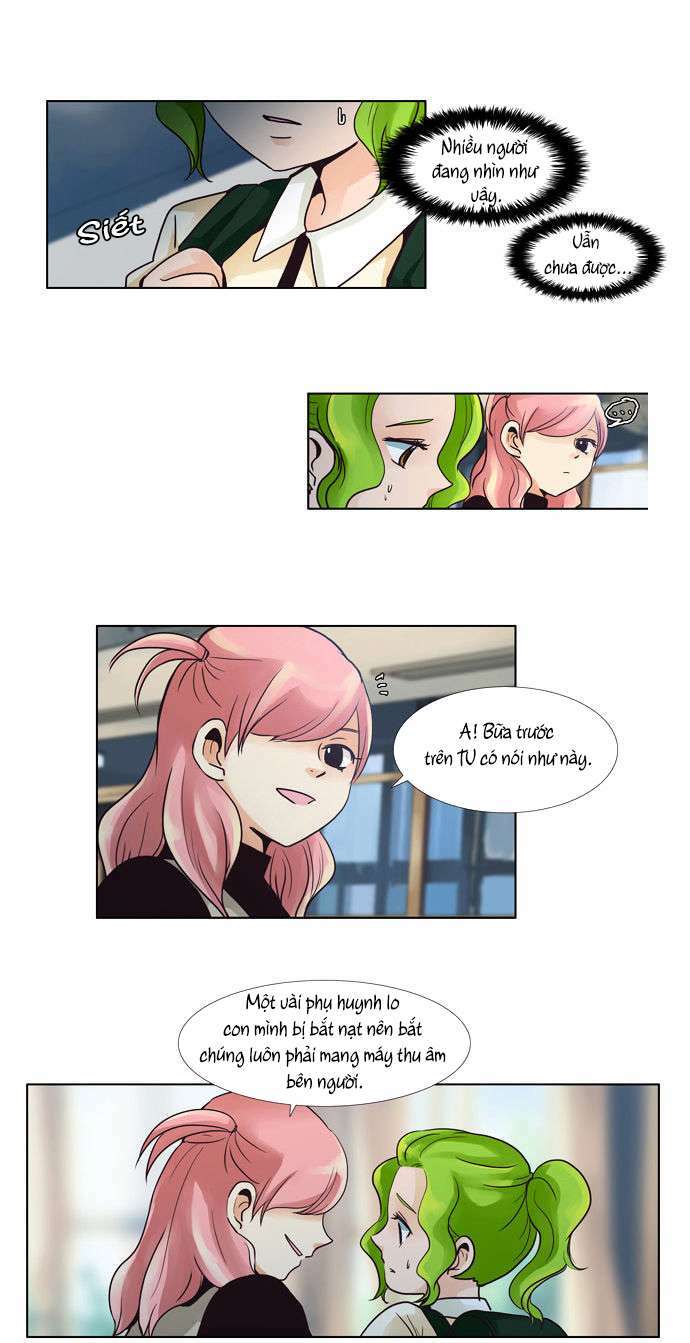 Siết
Nhiều người
đang nhìn như
vậy.
Vẫn
chưa được...
...
A! Bữa trước
trên TV có nói như này.
Một vài phụ huynh lo
con mình bị bắt nạt nên bắt
chúng luôn phải mang máy thu âm
bên người.